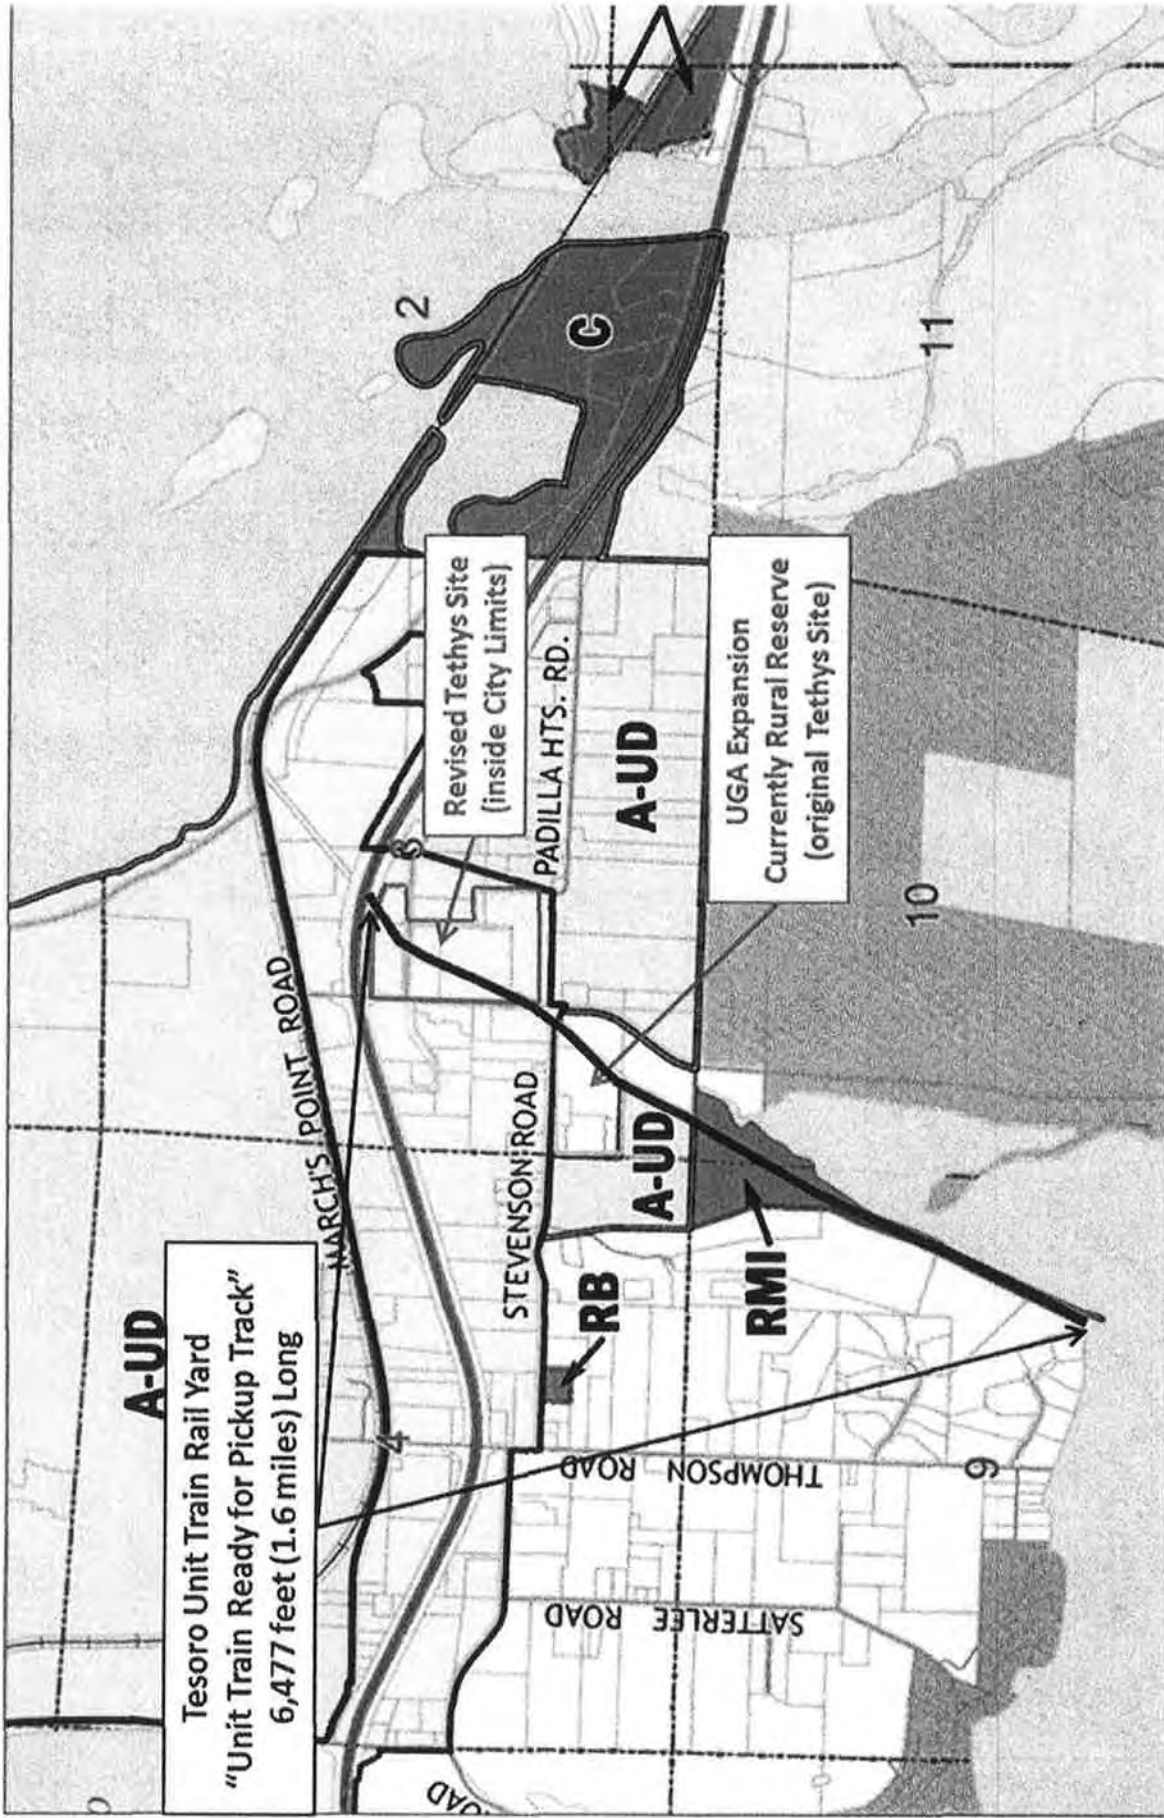 A-UD
Tesoro Unit Train Rail Yard
"Unit Train Ready for Pickup Track"
6,477 feet (1.6 miles) Long
MARCH'S POINT ROAD
4
2
C
3
Revised Tethys Site
(inside City Limits)
PADILLA HTS. RD.
A-UD
UGA Expansion
Currently Rural Reserve
(original Tethys Site)
STEVENSON ROAD
A-UD
RB
RMI
THOMPSON ROAD
SATTERLEE ROAD
OAD
9
10
11